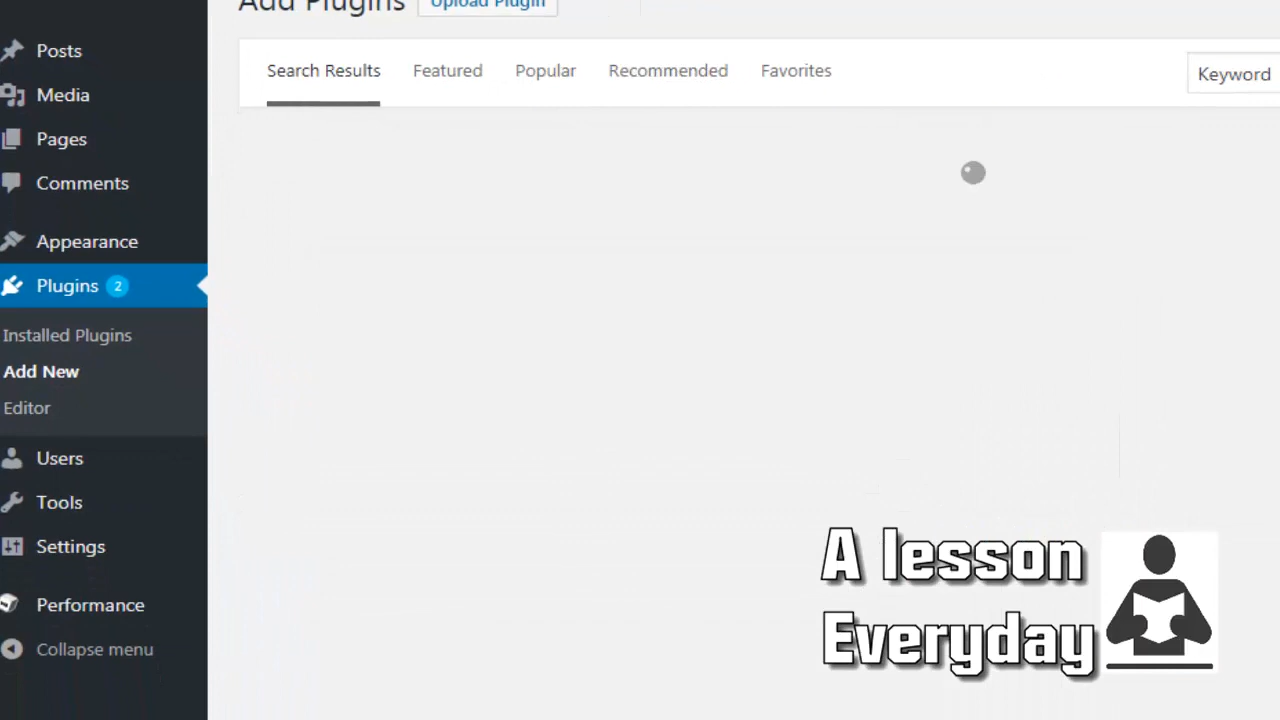 Add Plugins Upload Plugin
Posts
Search Results Featured Popular Recommended Favorites Keyword
Media
Pages
Comments
Appearance
Plugins 2
Installed Plugins
Add New
Editor
Users
Tools
Settings
Performance
Collapse menu
A lesson
Everyday